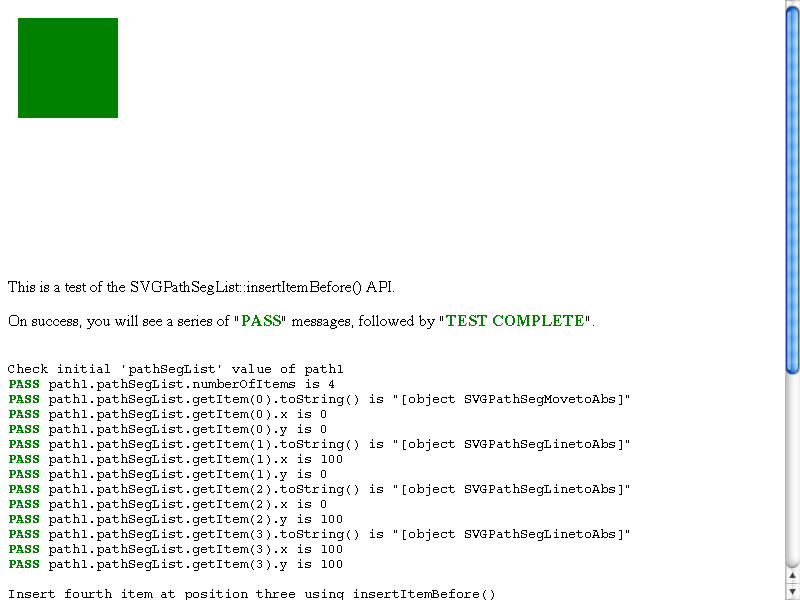 This is a test of the SVGPathSegList::insertItemBefore() API.
On success, you will see a series of "PASS" messages, followed by "TEST COMPLETE".
Check initial 'pathSegList' value of path1
PASS path1.pathSegList.numberOfItems is 4
PASS path1.pathSegList.getItem(0).toString() is "[object SVGPathSegMovetoAbs]"
PASS path1.pathSegList.getItem(0).x is 0
PASS path1.pathSegList.getItem(0).y is 0
PASS path1.pathSegList.getItem(1).toString() is "[object SVGPathSegLinetoAbs]"
PASS path1.pathSegList.getItem(1).x is 100
PASS path1.pathSegList.getItem(1).y is 0
PASS path1.pathSegList.getItem(2).toString() is "[object SVGPathSegLinetoAbs]"
PASS path1.pathSegList.getItem(2).x is 0
PASS path1.pathSegList.getItem(2).y is 100
PASS path1.pathSegList.getItem(3).toString() is "[object SVGPathSegLinetoAbs]"
PASS path1.pathSegList.getItem(3).x is 100
PASS path1.pathSegList.getItem(3).y is 100
Insert fourth item at position three using insertItemBefore()